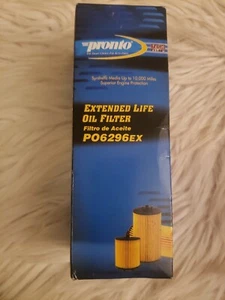 THE pronto
Synthetic Media Up to 10,000 Miles
Superior Engine Protection
EXTENDED LIFE
OIL FILTER
Filtro de Aceite
PO6296EX